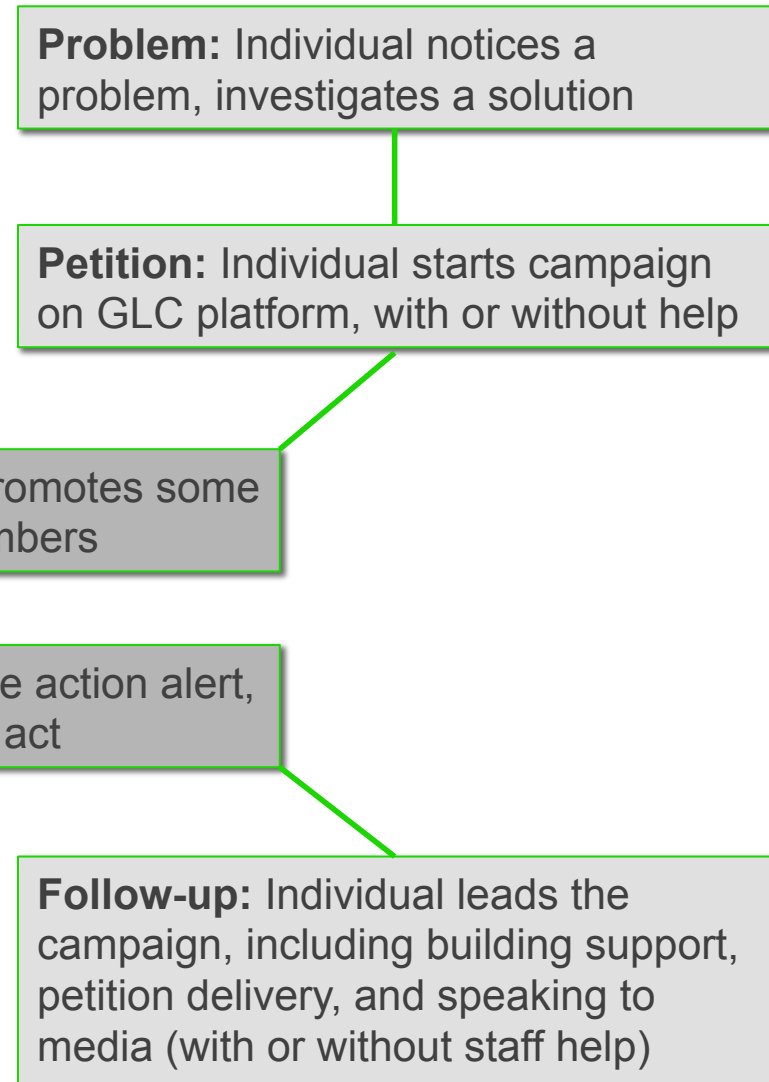 Problem: Individual notices a
problem, investigates a solution
Petition: Individual starts campaign
on GLC platform, with or without help
romotes some
nbers
e action alert,
act
Follow-up: Individual leads the
campaign, including building support,
petition delivery, and speaking to
media (with or without staff help)